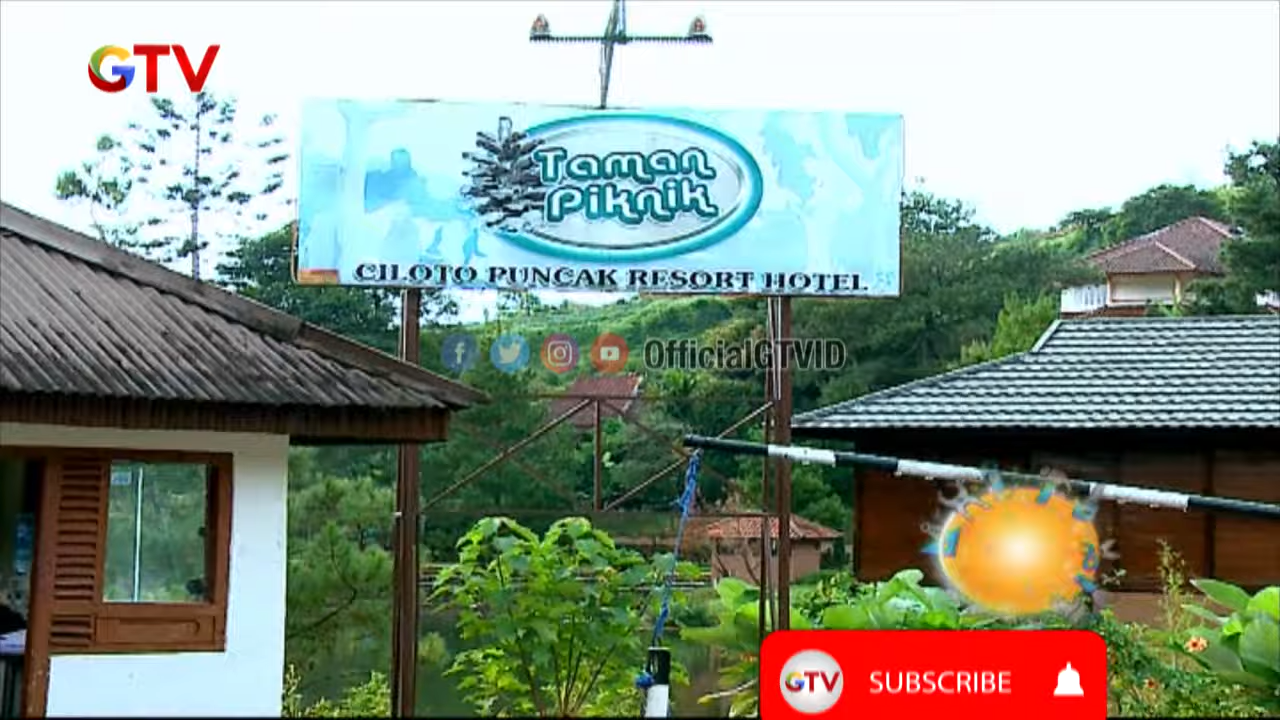 GTV
Taman
Piknik
CILOTO PUNCAK RESORT HOTEL
OfficialGTVID
GTV SUBSCRIBE